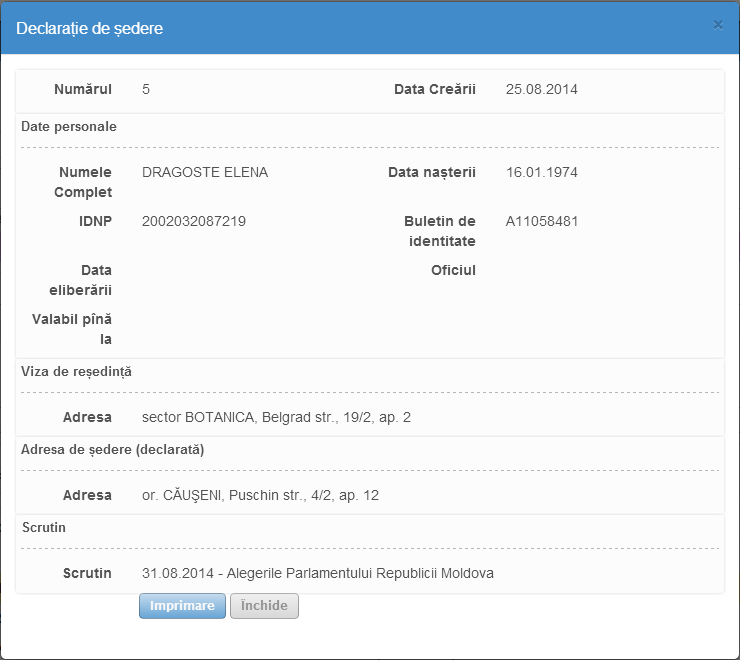 Declarație de ședere ×
Numărul 5 Data Creării 25.08.2014
Date personale
Numele Complet DRAGOSTE ELENA Data nașterii 16.01.1974
IDNP 2002032087219 Buletin de identitate A11058481
Data eliberării Oficiul
Valabil pînă la
Viza de reședință
Adresa sector BOTANICA, Belgrad str., 19/2, ap. 2
Adresa de ședere (declarată)
Adresa or. CĂUŞENI, Puschin str., 4/2, ap. 12
Scrutin
Scrutin 31.08.2014 - Alegerile Parlamentului Republicii Moldova
Imprimare Închide